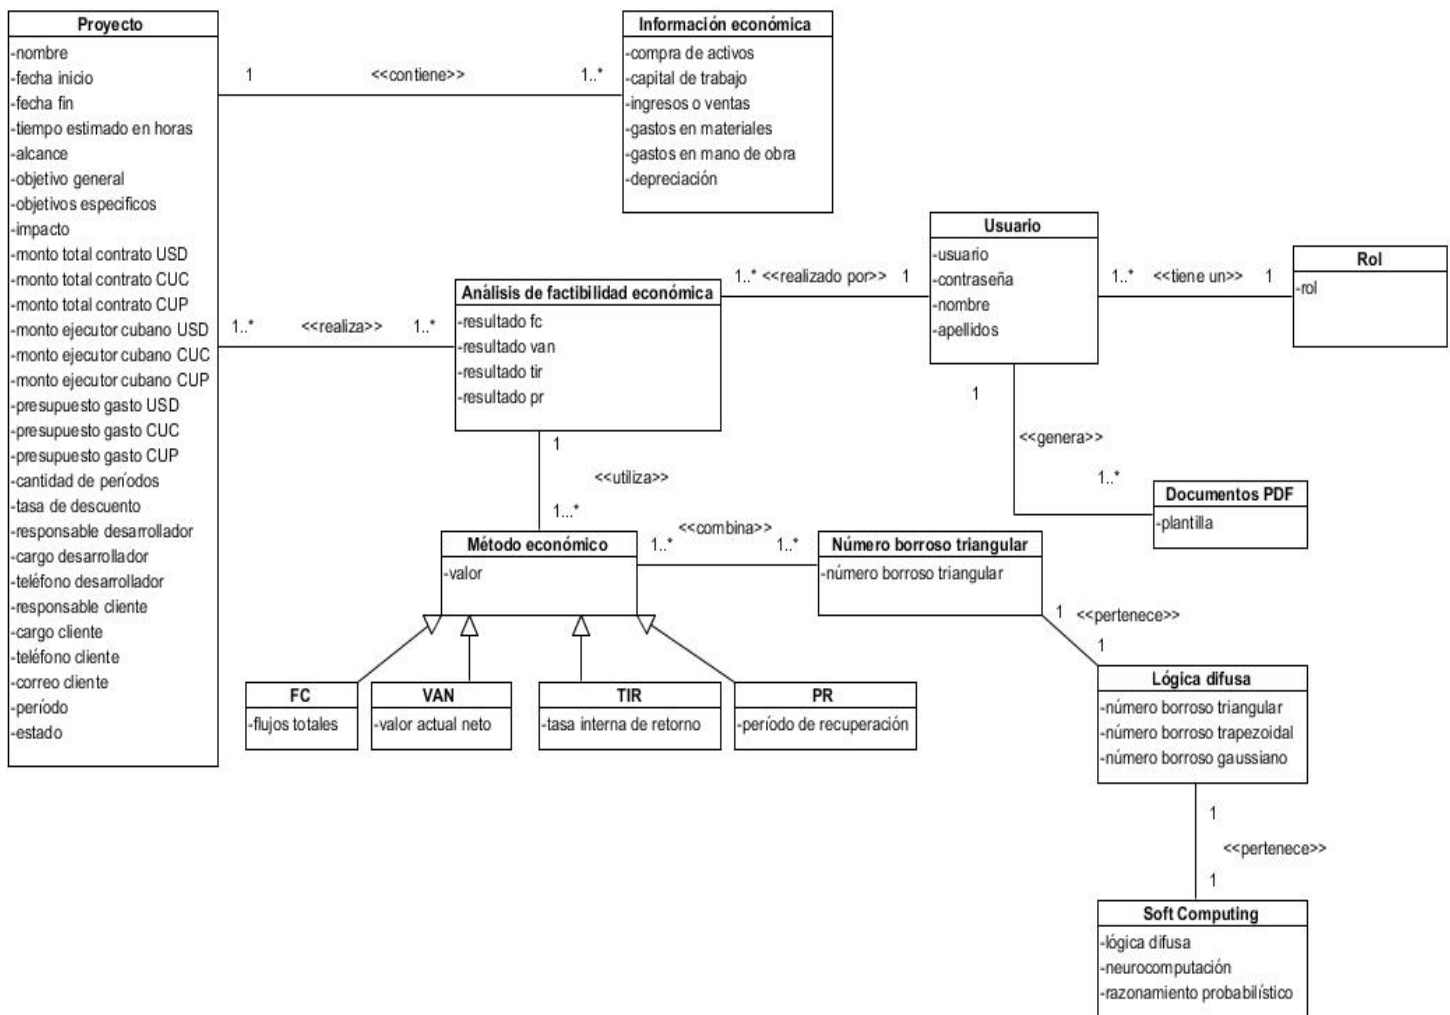 Proyecto
-nombre
-fecha inicio
-fecha fin
-tiempo estimado en horas
-alcance
-objetivo general
-objetivos especificos
-impacto
-monto total contrato USD
-monto total contrato CUC
-monto total contrato CUP
-monto ejecutor cubano USD
-monto ejecutor cubano CUC
-monto ejecutor cubano CUP
-presupuesto gasto USD
-presupuesto gasto CUC
-presupuesto gasto CUP
-cantidad de períodos
-tasa de descuento
-responsable desarrollador
-cargo desarrollador
-teléfono desarrollador
-responsable cliente
-cargo cliente
-teléfono cliente
-correo cliente
-período
-estado
1 <<contiene>> 1..*
Información económica
-compra de activos
-capital de trabajo
-ingresos o ventas
-gastos en materiales
-gastos en mano de obra
-depreciación
1..* <<realiza>> 1..*
Análisis de factibilidad económica
-resultado fc
-resultado van
-resultado tir
-resultado pr
1..* <<realizado por>> 1
Usuario
-usuario
-contraseña
-nombre
-apellidos
1..* <<tiene un>> 1
Rol
-rol
1
<<genera>>
1..*
Documentos PDF
-plantilla
1
<<utiliza>>
1...*
Método económico
-valor
<<combina>>
1..* 1..*
Número borroso triangular
-número borroso triangular
1 <<pertenece>>
1
FC
-flujos totales
VAN
-valor actual neto
TIR
-tasa interna de retorno
PR
-período de recuperación
Lógica difusa
-número borroso triangular
-número borroso trapezoidal
-número borroso gaussiano
1
<<pertenece>>
1
Soft Computing
-lógica difusa
-neurocomputación
-razonamiento probabilístico